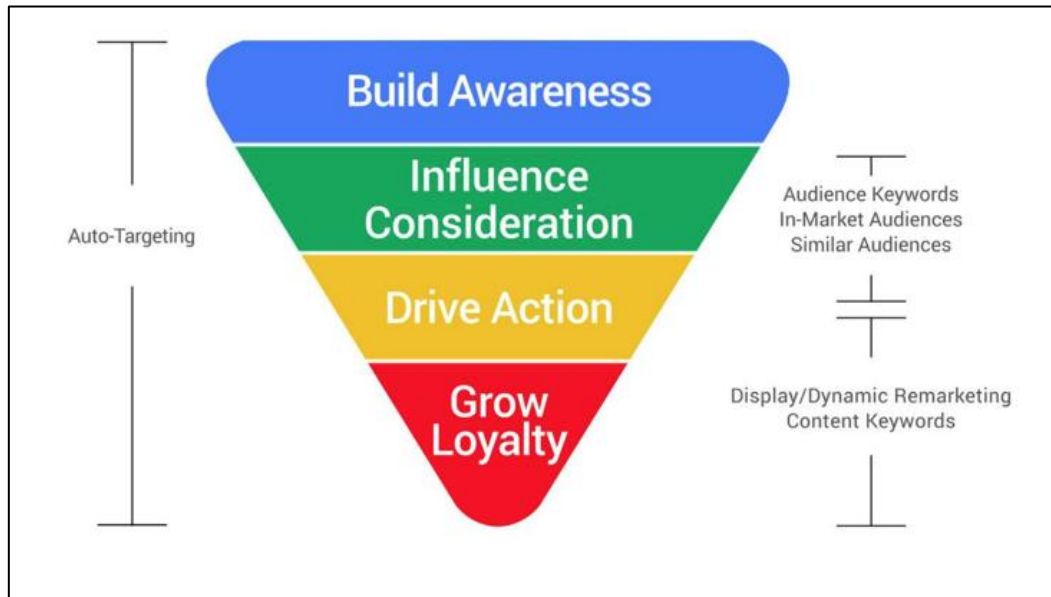 Build Awareness
Influence
Consideration
Drive Action
Grow
Loyalty
Auto-Targeting
Audience Keywords
In-Market Audiences
Similar Audiences
Display/Dynamic Remarketing
Content Keywords